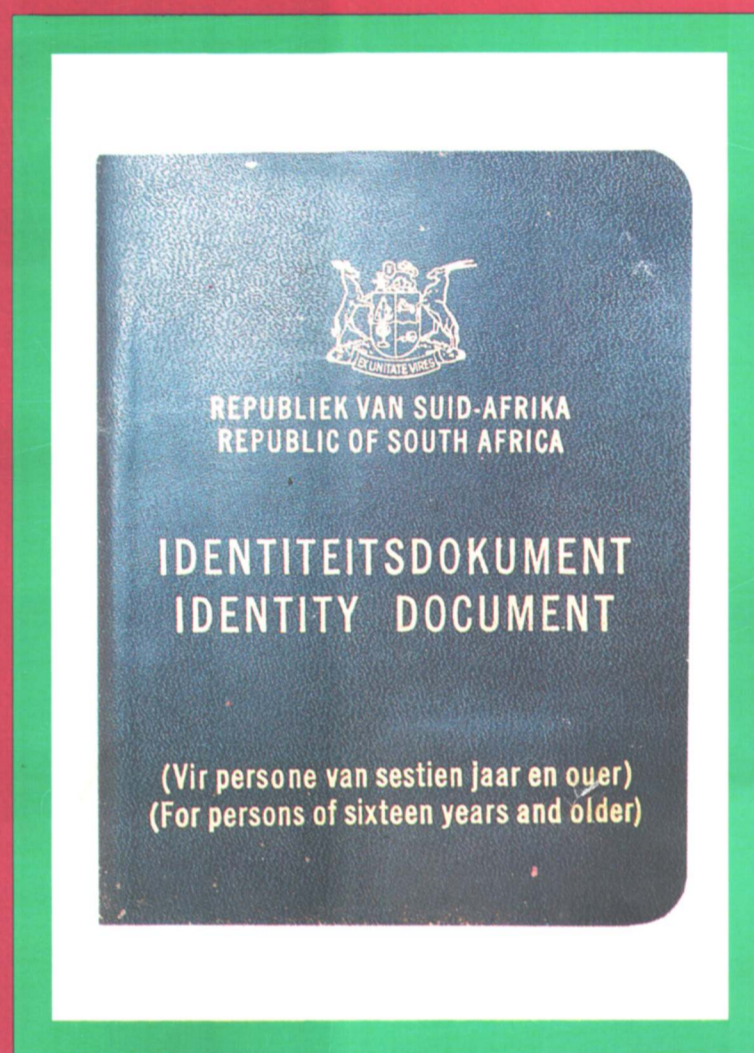 EX UNITATE VIRES
REPUBLIEK VAN SUID-AFRIKA
REPUBLIC OF SOUTH AFRICA
IDENTITEITSDOKUMENT
IDENTITY DOCUMENT
(Vir persone van sestien jaar en ouer)
(For persons of sixteen years and older)